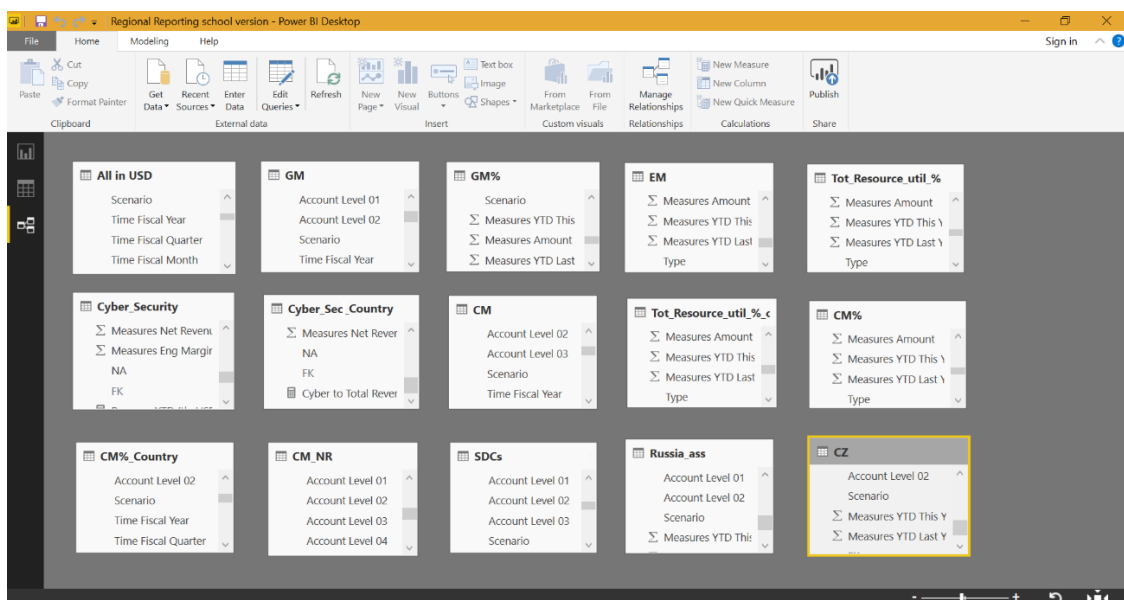 Regional Reporting school version - Power BI Desktop
File Home Modeling Help Sign in
Paste
Cut
Copy
Format Painter
Clipboard
Get Data
Recent Sources
Enter Data
Edit Queries
Refresh
External data
New Page
New Visual
Buttons
Text box
Image
Shapes
Insert
From Marketplace
From File
Custom visuals
Manage Relationships
Relationships
New Measure
New Column
New Quick Measure
Calculations
Publish
Share
All in USD
Scenario
Time Fiscal Year
Time Fiscal Quarter
Time Fiscal Month
GM
Account Level 01
Account Level 02
Scenario
Time Fiscal Year
GM%
Scenario
Σ Measures YTD This
Σ Measures Amount
Σ Measures YTD Last
EM
Σ Measures Amount
Σ Measures YTD This
Σ Measures YTD Last
Type
Tot_Resource_util_%
Σ Measures Amount
Σ Measures YTD This Y
Σ Measures YTD Last Y
Type
Cyber_Security
Σ Measures Net Revenu
Σ Measures Eng Margin
NA
FK
Cyber_Sec_Country
Σ Measures Net Rever
NA
FK
Cyber to Total Rever
CM
Account Level 02
Account Level 03
Scenario
Time Fiscal Year
Tot_Resource_util_%_c
Σ Measures Amount
Σ Measures YTD This
Σ Measures YTD Last
Type
CM%
Σ Measures Amount
Σ Measures YTD This Y
Σ Measures YTD Last Y
Type
CM%_Country
Account Level 02
Scenario
Time Fiscal Year
Time Fiscal Quarter
CM_NR
Account Level 01
Account Level 02
Account Level 03
Account Level 04
SDCs
Account Level 01
Account Level 02
Account Level 03
Scenario
Russia_ass
Account Level 01
Account Level 02
Scenario
Σ Measures YTD This
CZ
Account Level 02
Scenario
Σ Measures YTD This Y
Σ Measures YTD Last Y